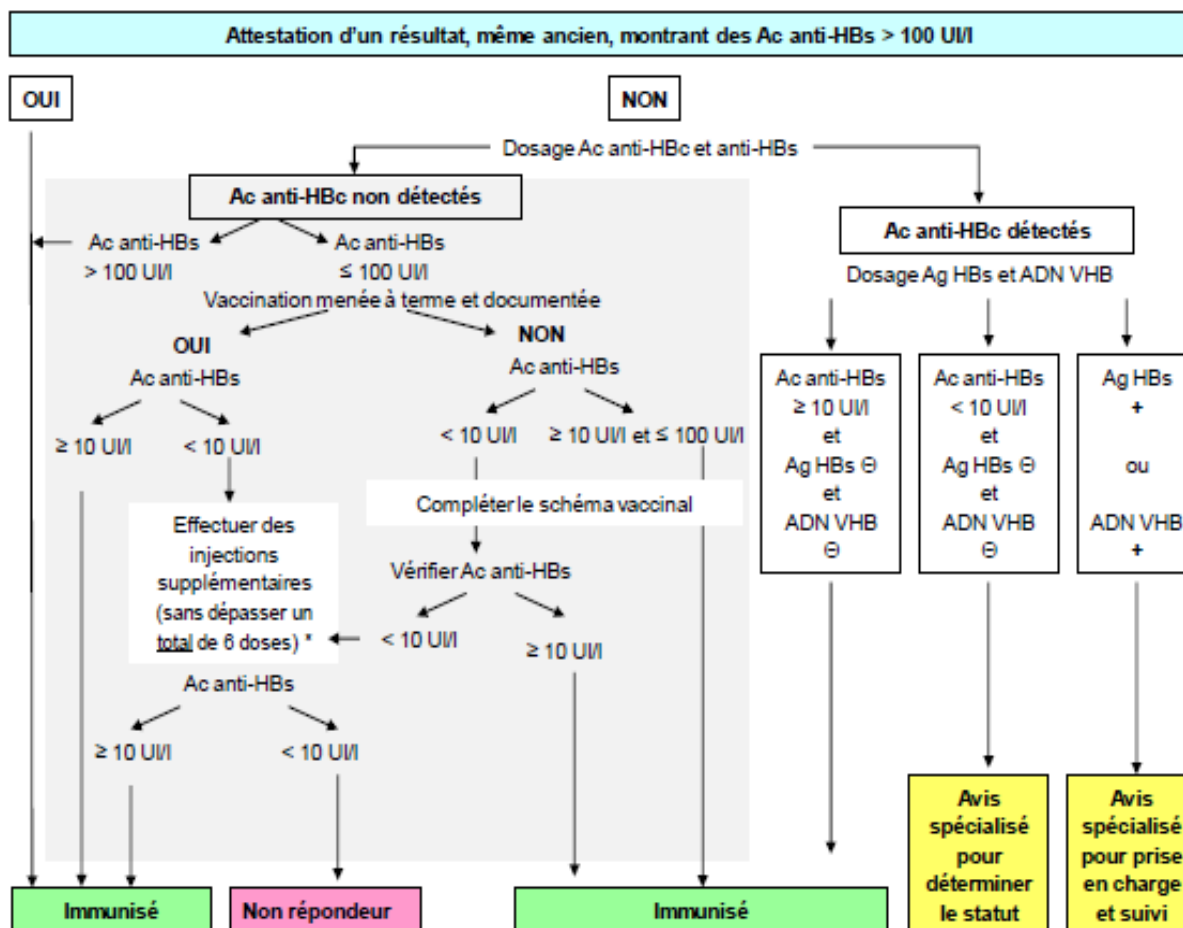 Attestation d'un résultat, même ancien, montrant des Ac anti-HBs > 100 UI/l
OUI
NON
Dosage Ac anti-HBc et anti-HBs
Ac anti-HBc non détectés
Ac anti-HBs
> 100 UI/l
Ac anti-HBs
≤ 100 UI/l
Vaccination menée à terme et documentée
OUI
Ac anti-HBs
≥ 10 UI/l
< 10 UI/l
Effectuer des
injections
supplémentaires
(sans dépasser un
total de 6 doses) *
Ac anti-HBs
≥ 10 UI/l
< 10 UI/l
NON
Ac anti-HBs
< 10 UI/l
≥ 10 UI/l et ≤ 100 UI/l
Compléter le schéma vaccinal
Vérifier Ac anti-HBs
< 10 UI/l
≥ 10 UI/l
Ac anti-HBc détectés
Dosage Ag HBs et ADN VHB
Ac anti-HBs
≥ 10 UI/l
et
Ag HBs ⊖
et
ADN VHB
⊖
Ac anti-HBs
< 10 UI/l
et
Ag HBs ⊖
et
ADN VHB
⊖
Ag HBs
+
ou
ADN VHB
+
Immunisé
Non répondeur
Immunisé
Avis
spécialisé
pour
déterminer
le statut
Avis
spécialisé
pour prise
en charge
et suivi